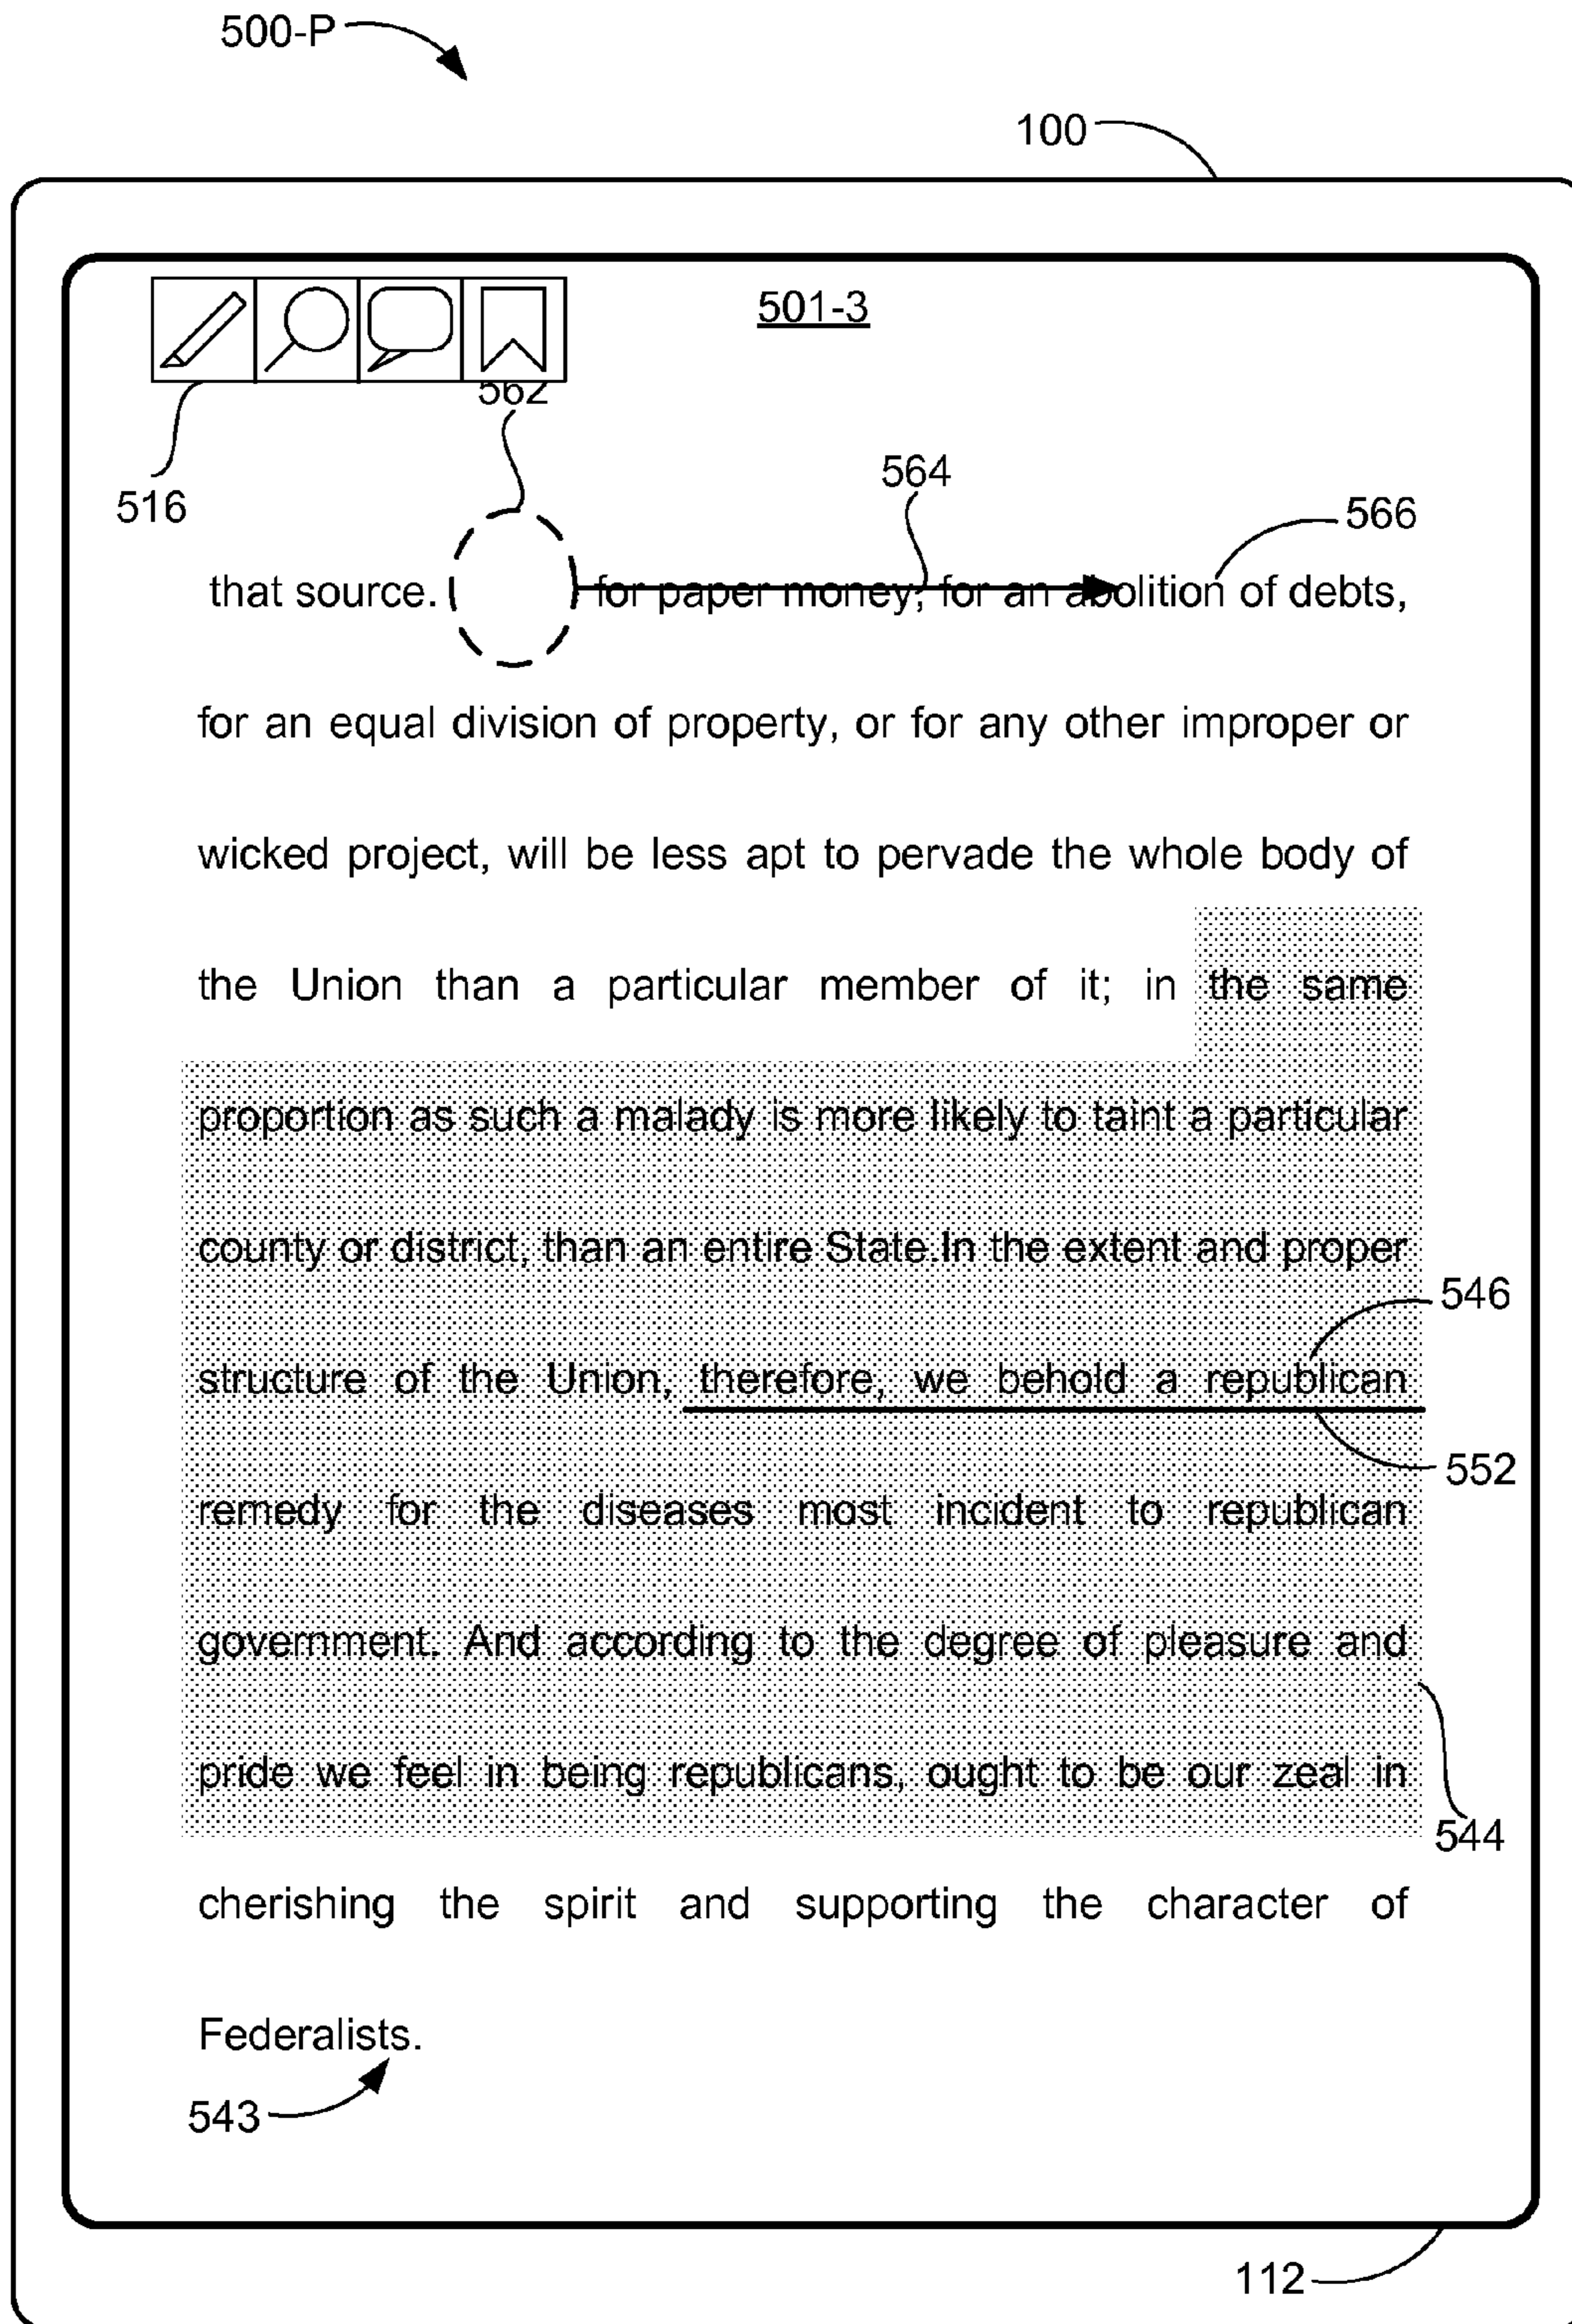 500-P
100
501-3
562
516
564
566
that source. for paper money; for an abolition of debts,
for an equal division of property, or for any other improper or
wicked project, will be less apt to pervade the whole body of
the Union than a particular member of it; in the same
proportion as such a malady is more likely to taint a particular
county or district, than an entire State.In the extent and proper
546
structure of the Union, therefore, we behold a republican
552
remedy for the diseases most incident to republican
government. And according to the degree of pleasure and
pride we feel in being republicans, ought to be our zeal in
544
cherishing the spirit and supporting the character of
Federalists.
543
112